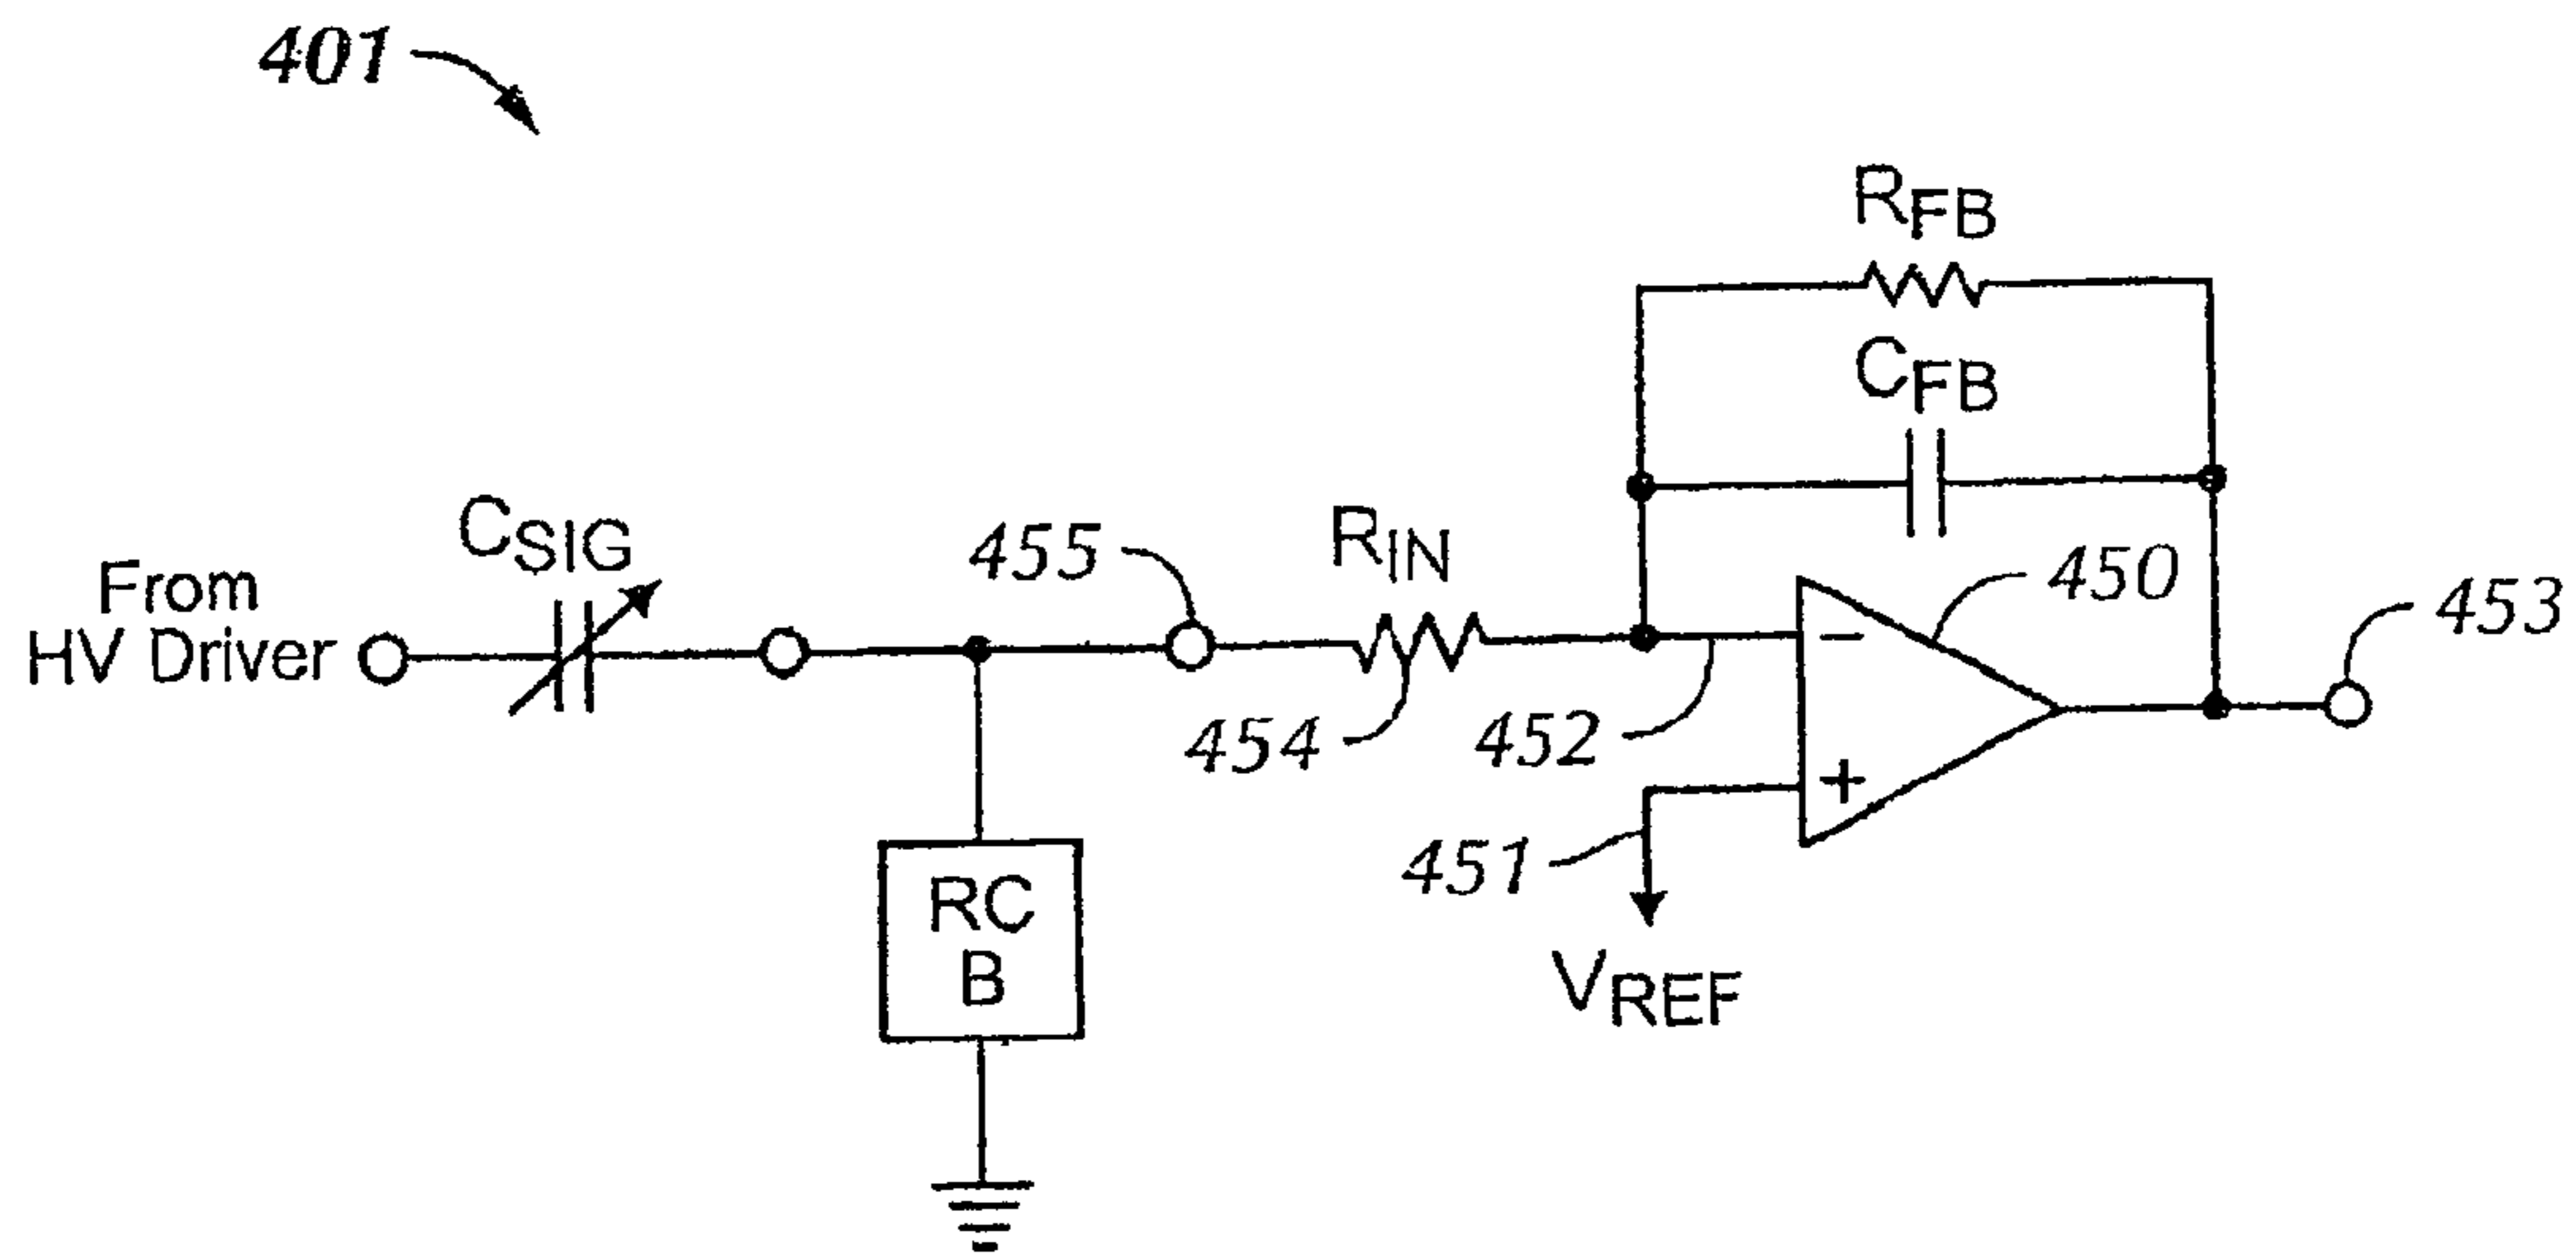 401
RFB
CFB
CSIG
From
HV Driver
455
RIN
454
452
450
453
−
+
451
VREF
RC
B